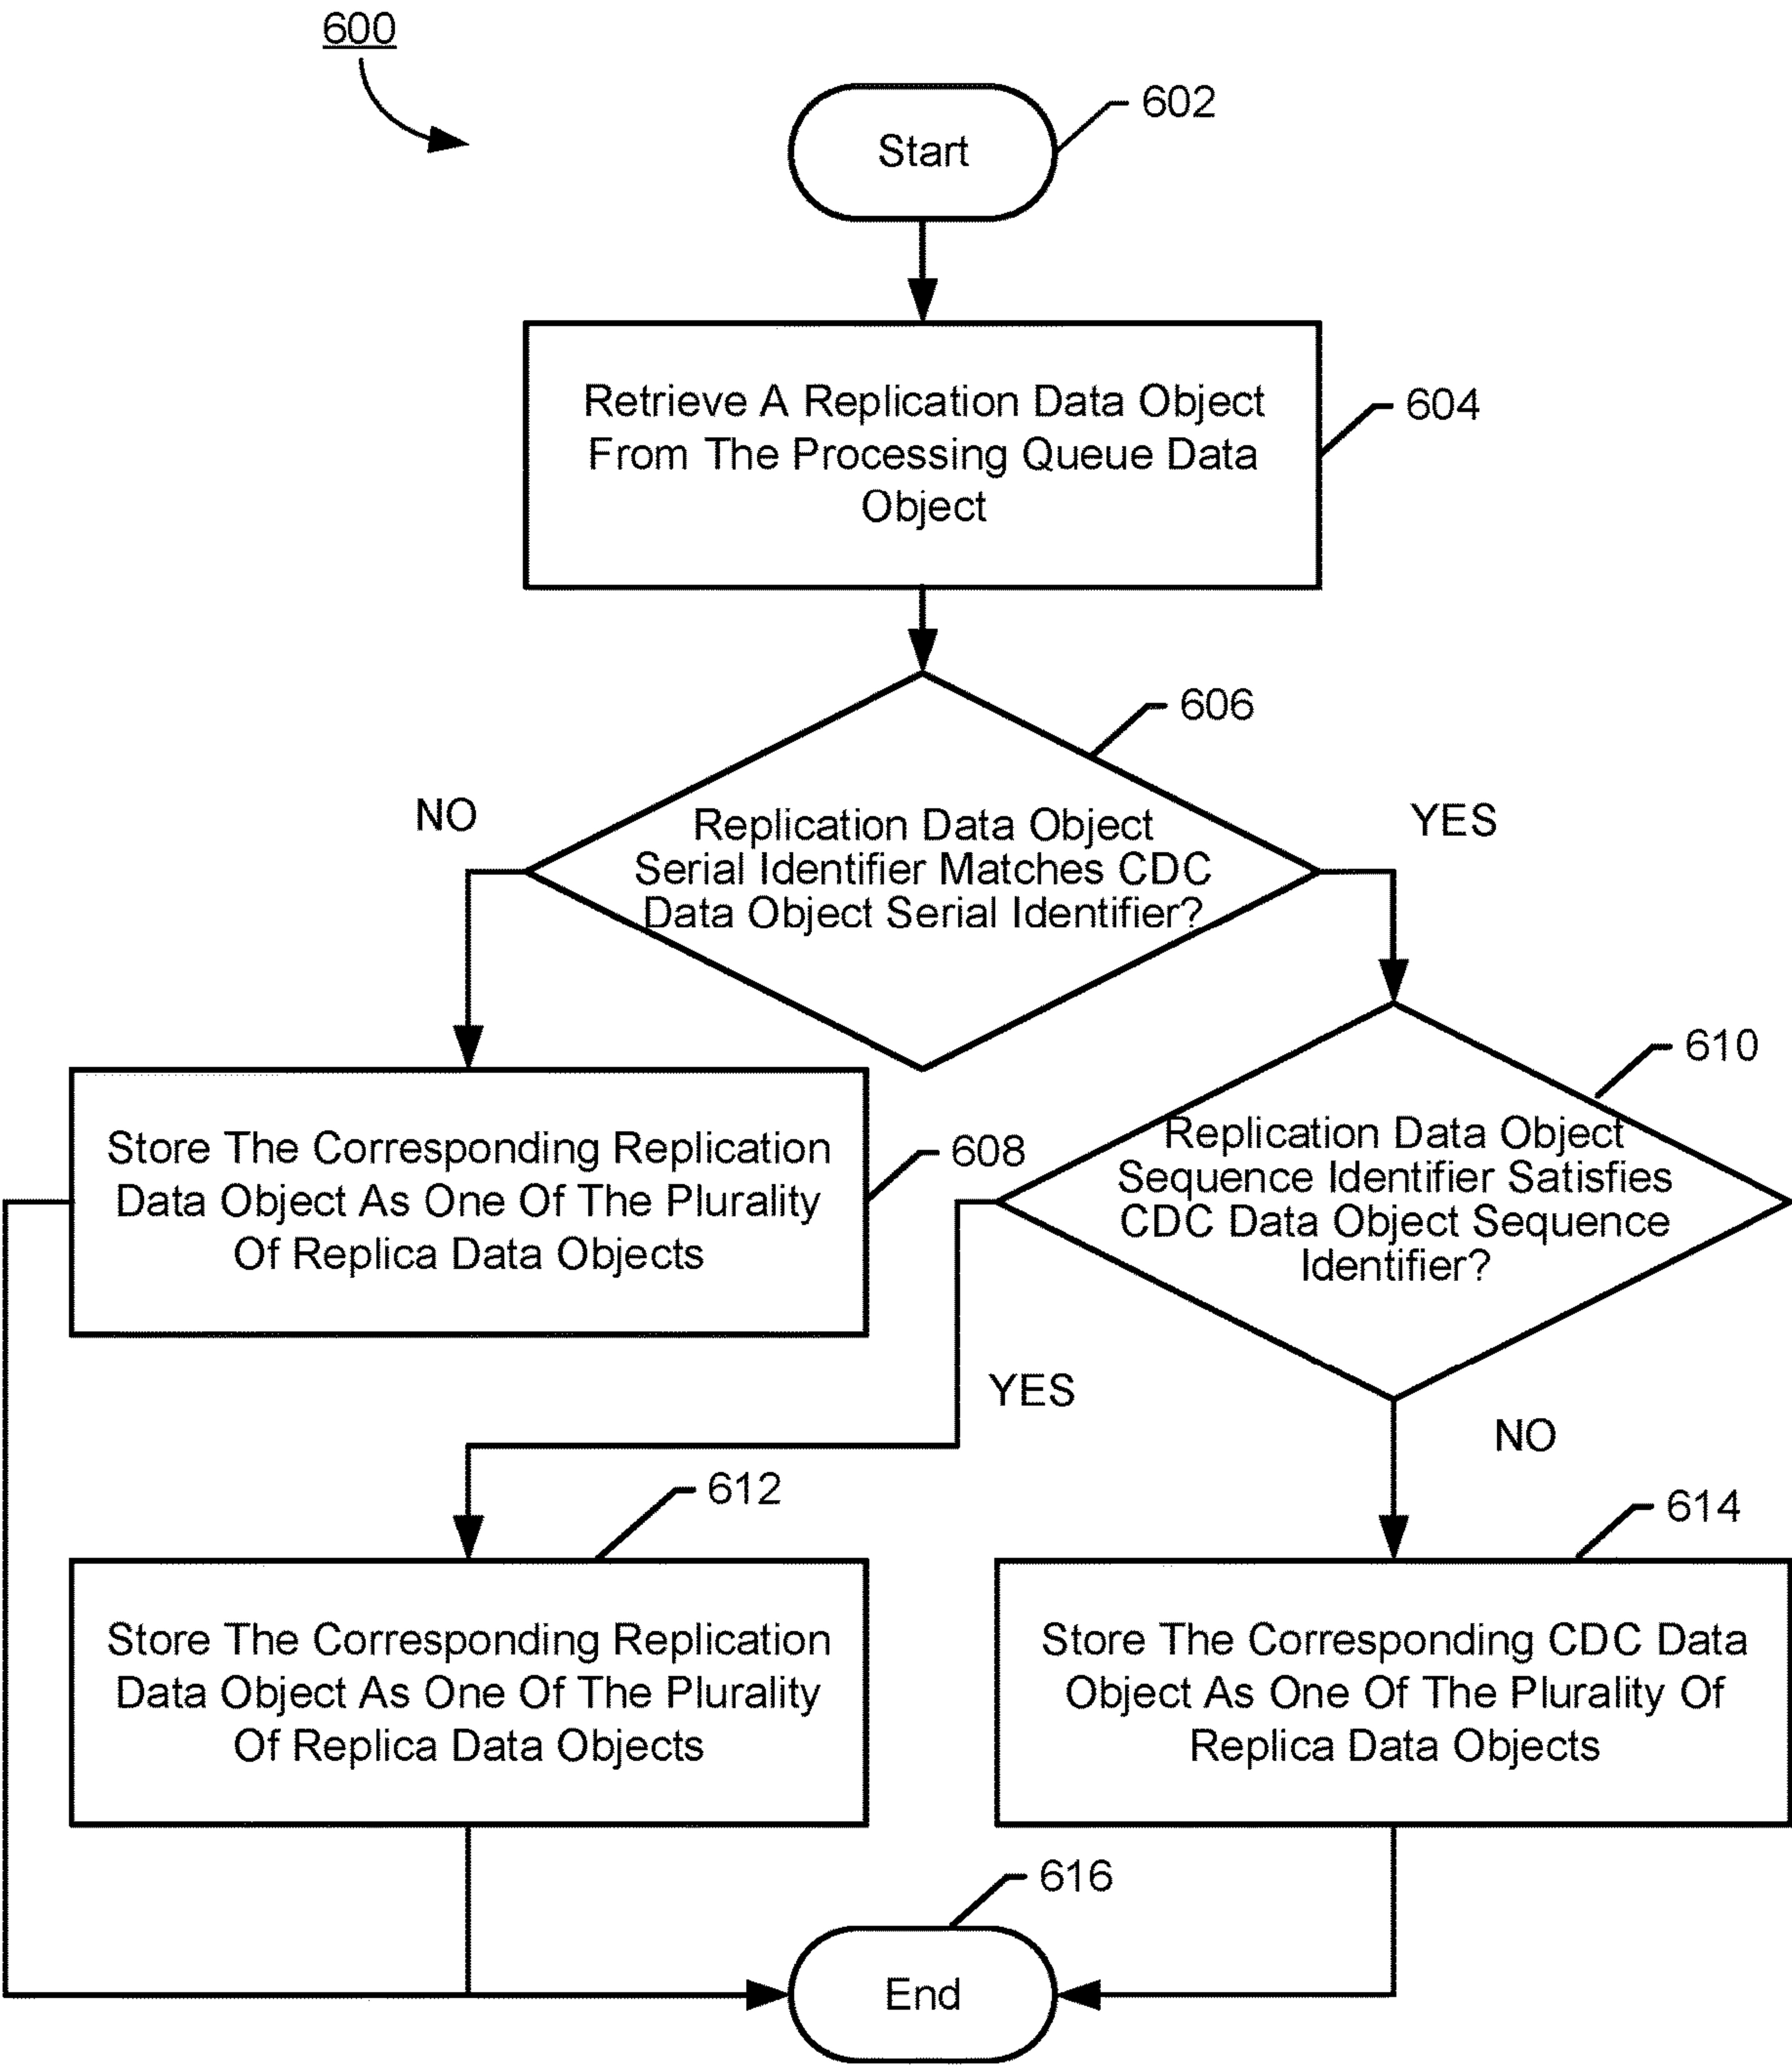 600
602
Start
Retrieve A Replication Data Object
From The Processing Queue Data
Object
604
606
NO
YES
Replication Data Object
Serial Identifier Matches CDC
Data Object Serial Identifier?
610
Store The Corresponding Replication
Data Object As One Of The Plurality
Of Replica Data Objects
608
Replication Data Object
Sequence Identifier Satisfies
CDC Data Object Sequence
Identifier?
YES
NO
612
614
Store The Corresponding Replication
Data Object As One Of The Plurality
Of Replica Data Objects
Store The Corresponding CDC Data
Object As One Of The Plurality Of
Replica Data Objects
616
End